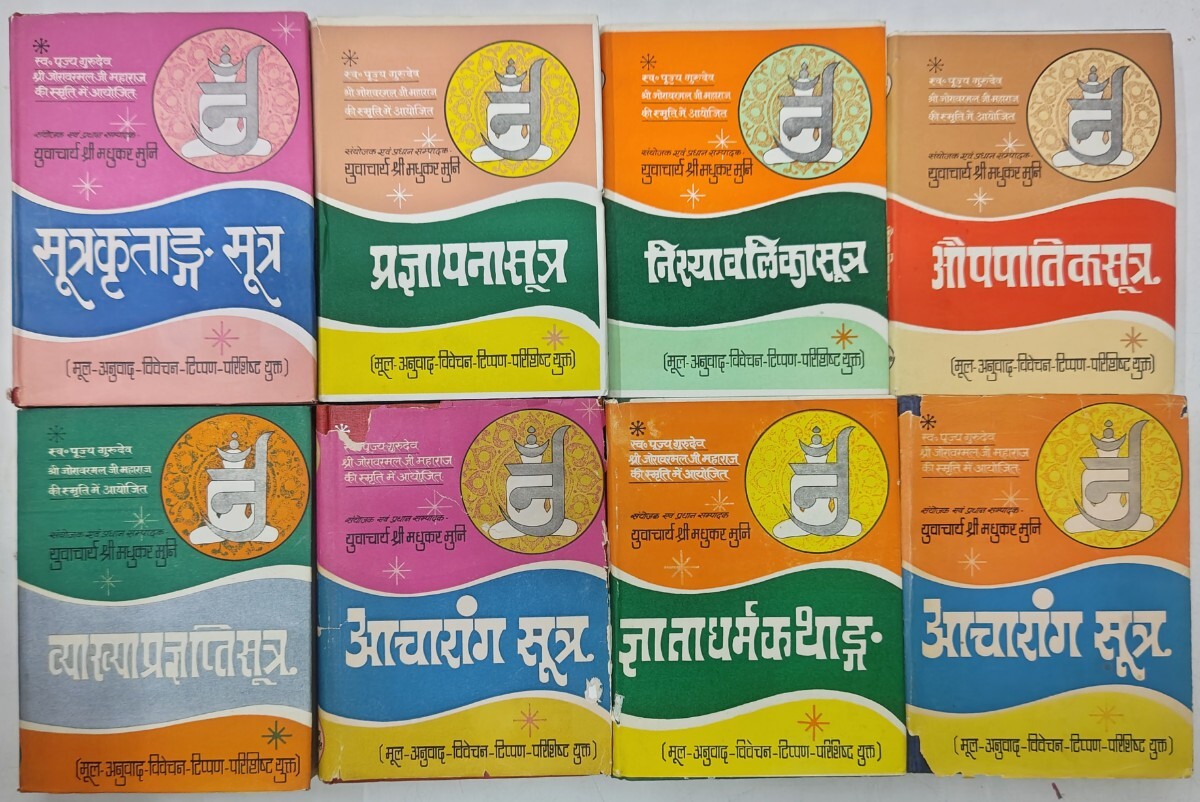 स्व॰ पूज्य गुरुदेव
श्री जोरावरमल जी महाराज
की स्मृति में आयोजित
संयोजक एवं प्रधान सम्पादक
युवाचार्य श्री मधुकर मुनि
सूत्रकृताङ्ग सूत्र
(मूल-अनुवाद-विवेचन-टिप्पण-परिशिष्ट युक्त)
स्व॰ पूज्य गुरुदेव
श्री जोरावरमल जी महाराज
की स्मृति में आयोजित
संयोजक एवं प्रधान सम्पादक
युवाचार्य श्री मधुकर मुनि
प्रज्ञापनासूत्र
(मूल-अनुवाद-विवेचन-टिप्पण-परिशिष्ट युक्त)
स्व॰ पूज्य गुरुदेव
श्री जोरावरमल जी महाराज
की स्मृति में आयोजित
संयोजक एवं प्रधान सम्पादक
युवाचार्य श्री मधुकर मुनि
निरयावलिकासूत्र
(मूल-अनुवाद-विवेचन-टिप्पण-परिशिष्ट युक्त)
स्व॰ पूज्य गुरुदेव
श्री जोरावरमल जी महाराज
की स्मृति में आयोजित
संयोजक एवं प्रधान सम्पादक
युवाचार्य श्री मधुकर मुनि
औपपातिकसूत्र
(मूल-अनुवाद-विवेचन-टिप्पण-परिशिष्ट युक्त)
स्व॰ पूज्य गुरुदेव
श्री जोरावरमल जी महाराज
की स्मृति में आयोजित
संयोजक एवं प्रधान सम्पादक
युवाचार्य श्री मधुकर मुनि
व्याख्याप्रज्ञप्तिसूत्र
(मूल-अनुवाद-विवेचन-टिप्पण-परिशिष्ट युक्त)
पूज्य गुरुदेव
श्री जोरावरमल जी महाराज
की स्मृति में आयोजित
संयोजक एवं प्रधान सम्पादक
युवाचार्य श्री मधुकर मुनि
आचारांग सूत्र
(मूल-अनुवाद-विवेचन-टिप्पण-परिशिष्ट युक्त)
स्व॰ पूज्य गुरुदेव
श्री जोरावरमल जी महाराज
की स्मृति में आयोजित
संयोजक एवं प्रधान सम्पादक
युवाचार्य श्री मधुकर मुनि
ज्ञाताधर्मकथाङ्ग
(मूल-अनुवाद-विवेचन-टिप्पण-परिशिष्ट युक्त)
स्व॰ पूज्य गुरुदेव
श्री जोरावरमल जी महाराज
की स्मृति में आयोजित
संयोजक एवं प्रधान सम्पादक
युवाचार्य श्री मधुकर मुनि
आचारांग सूत्र
(मूल-अनुवाद-विवेचन-टिप्पण-परिशिष्ट युक्त)